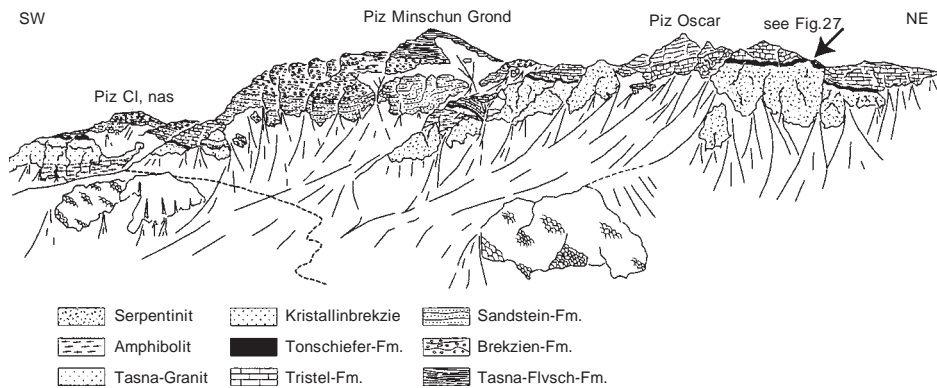 SW
Piz Minschun Grond
Piz Oscar
NE
see Fig.27
Piz Cl, nas
Serpentinit
Kristallinbrekzie
Sandstein-Fm.
Amphibolit
Tonschiefer-Fm.
Brekzien-Fm.
Tasna-Granit
Tristel-Fm.
Tasna-Flvsch-Fm.